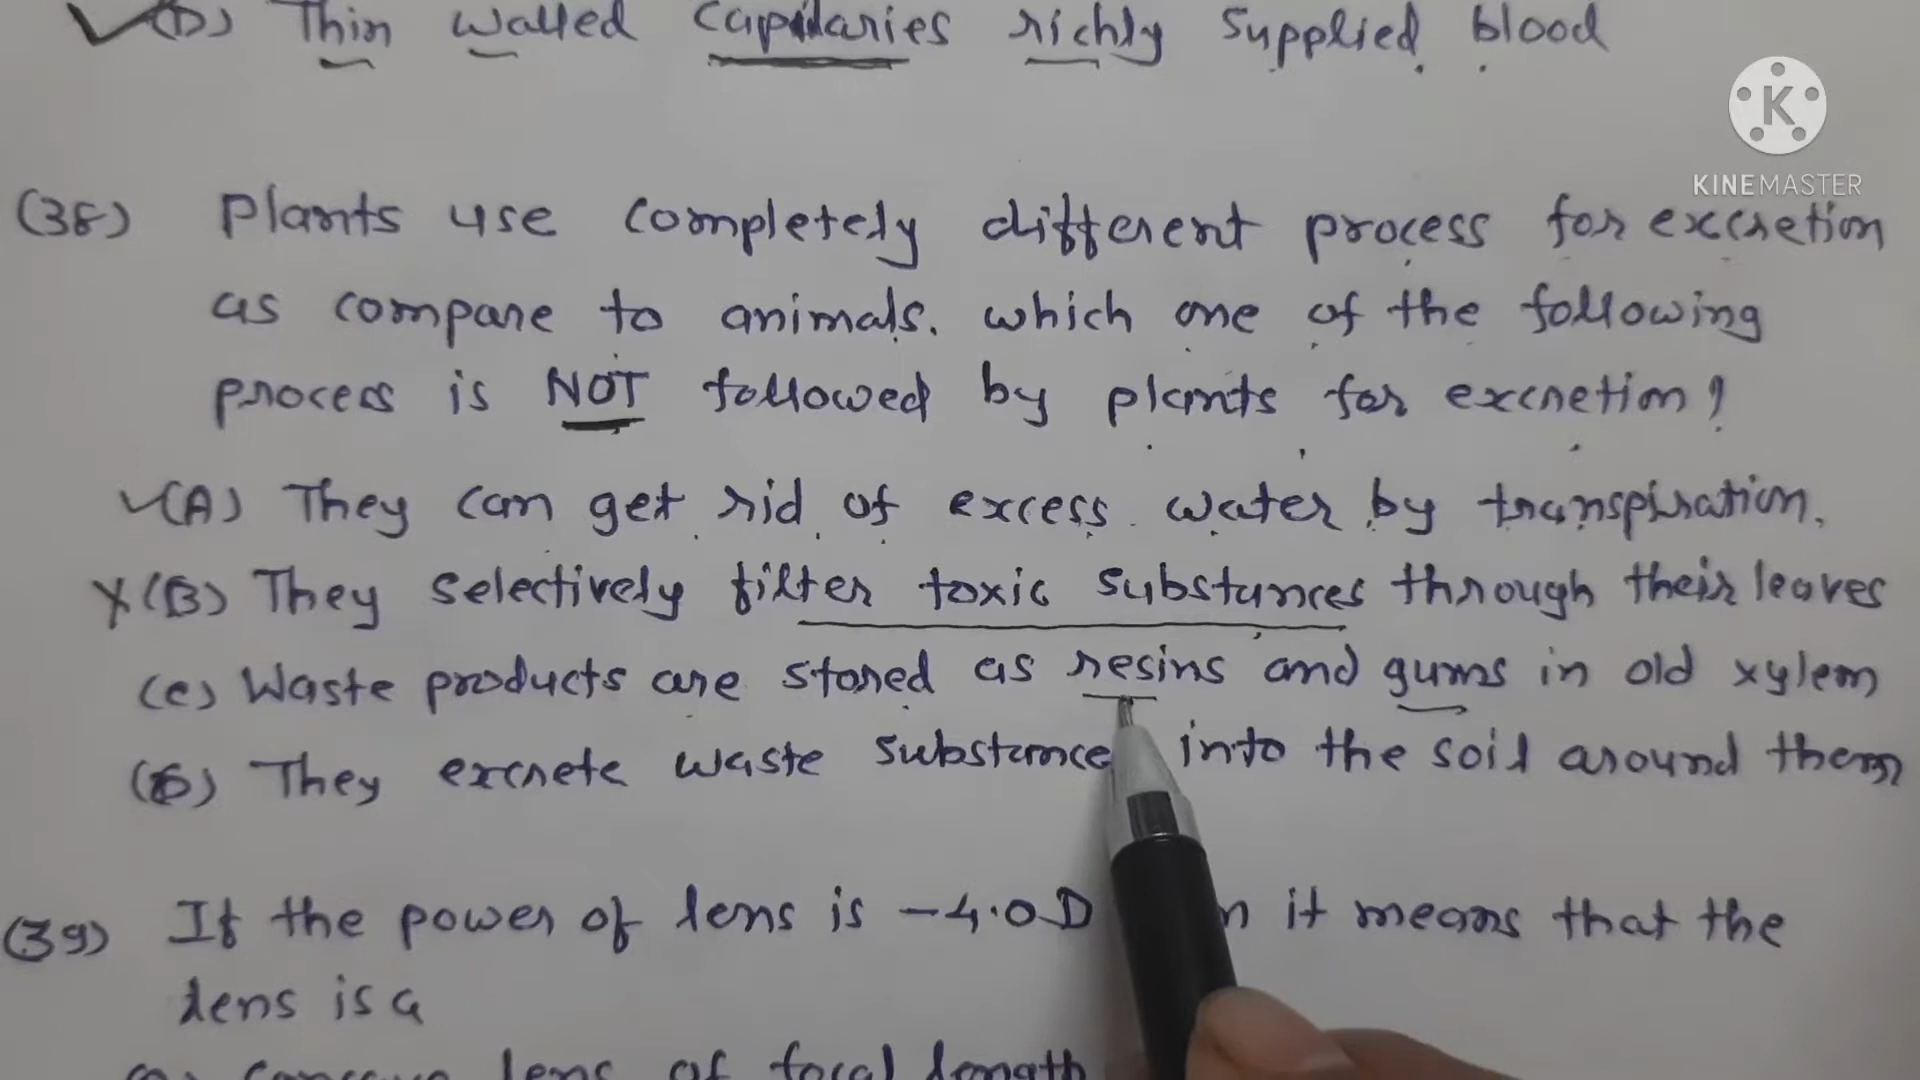 (D) Thin walled capillaries richly supplied blood
KINEMASTER
(38) Plants use completely different process for excretion
as compare to animals. which one of the following
process is NOT followed by plants for excretion?
(A) They can get rid of excess water by transpiration.
X (B) They selectively filter toxic substances through their leaves
(c) Waste products are stored as resins and gums in old xylem
(D) They excrete waste substance into the soil around them
(39) If the power of lens is -4.0D it means that the
lens is a
lens of focal length